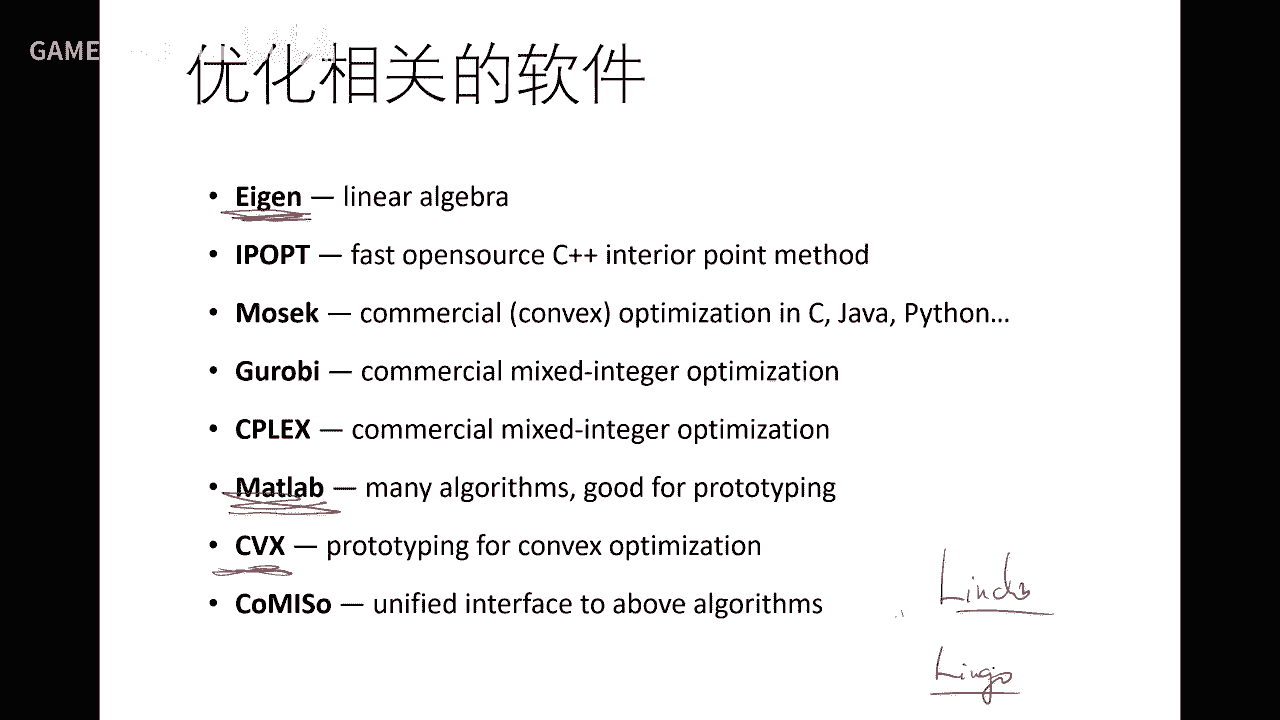 GAME
优化相关的软件
• Eigen — linear algebra
• IPOPT — fast opensource C++ interior point method
• Mosek — commercial (convex) optimization in C, Java, Python…
• Gurobi — commercial mixed-integer optimization
• CPLEX — commercial mixed-integer optimization
• Matlab — many algorithms, good for prototyping
• CVX — prototyping for convex optimization
• CoMISo — unified interface to above algorithms
Lindo
Lingo